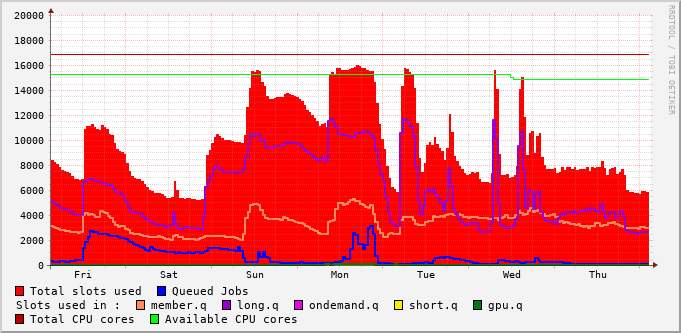 RRDTOOL / TOBI OETIKER
20000
18000
16000
14000
12000
10000
8000
6000
4000
2000
0
Fri Sat Sun Mon Tue Wed Thu
Total slots used Queued Jobs
Slots used in : member.q long.q ondemand.q short.q gpu.q
Total CPU cores Available CPU cores